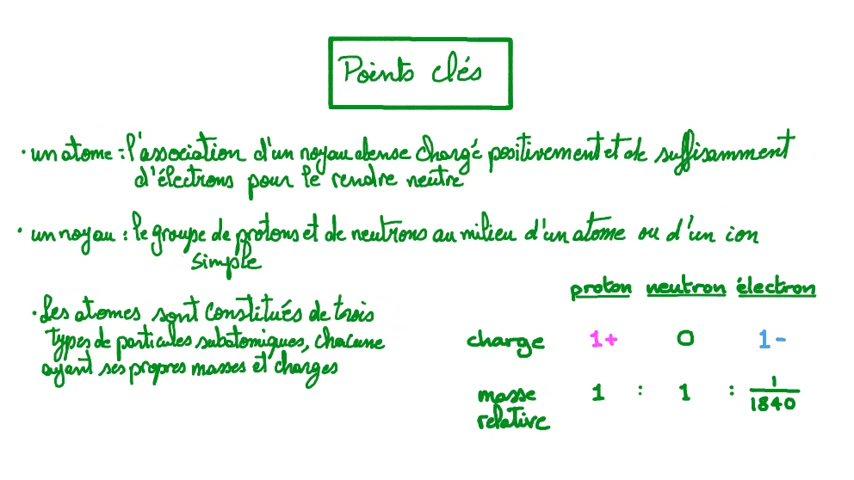 Points clés
· un atome : l'association d'un noyau dense chargé positivement et de suffisamment
d'électrons pour le rendre neutre
· un noyau : le groupe de protons et de neutrons au milieu d'un atome ou d'un ion
simple
· Les atomes sont constitués de trois
types de particules subatomiques, chacune
ayant ses propres masses et charges
proton neutron électron
charge 1+ 0 1-
masse relative 1 : 1 : 1/1840